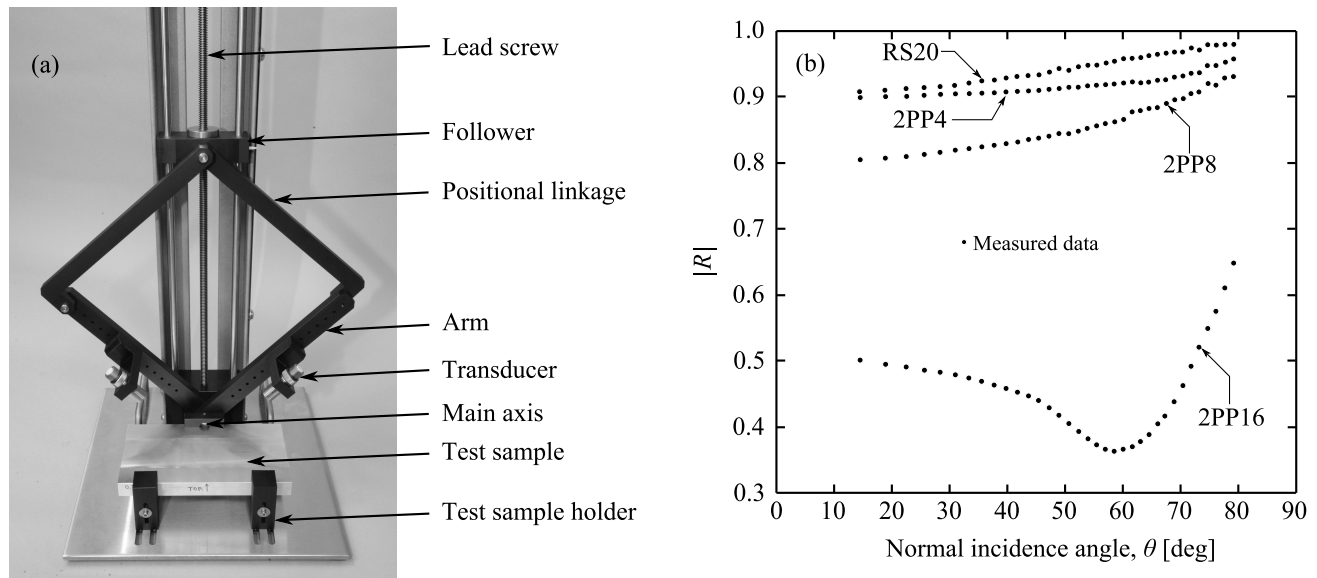 (a)
Lead screw
Follower
Positional linkage
Arm
Transducer
Main axis
Test sample
Test sample holder
TOP↑
(b)
1.0
0.9
0.8
0.7
0.6
0.5
0.4
0.3
|R|
RS20
2PP4
2PP8
Measured data
2PP16
0 10 20 30 40 50 60 70 80 90
Normal incidence angle, θ [deg]